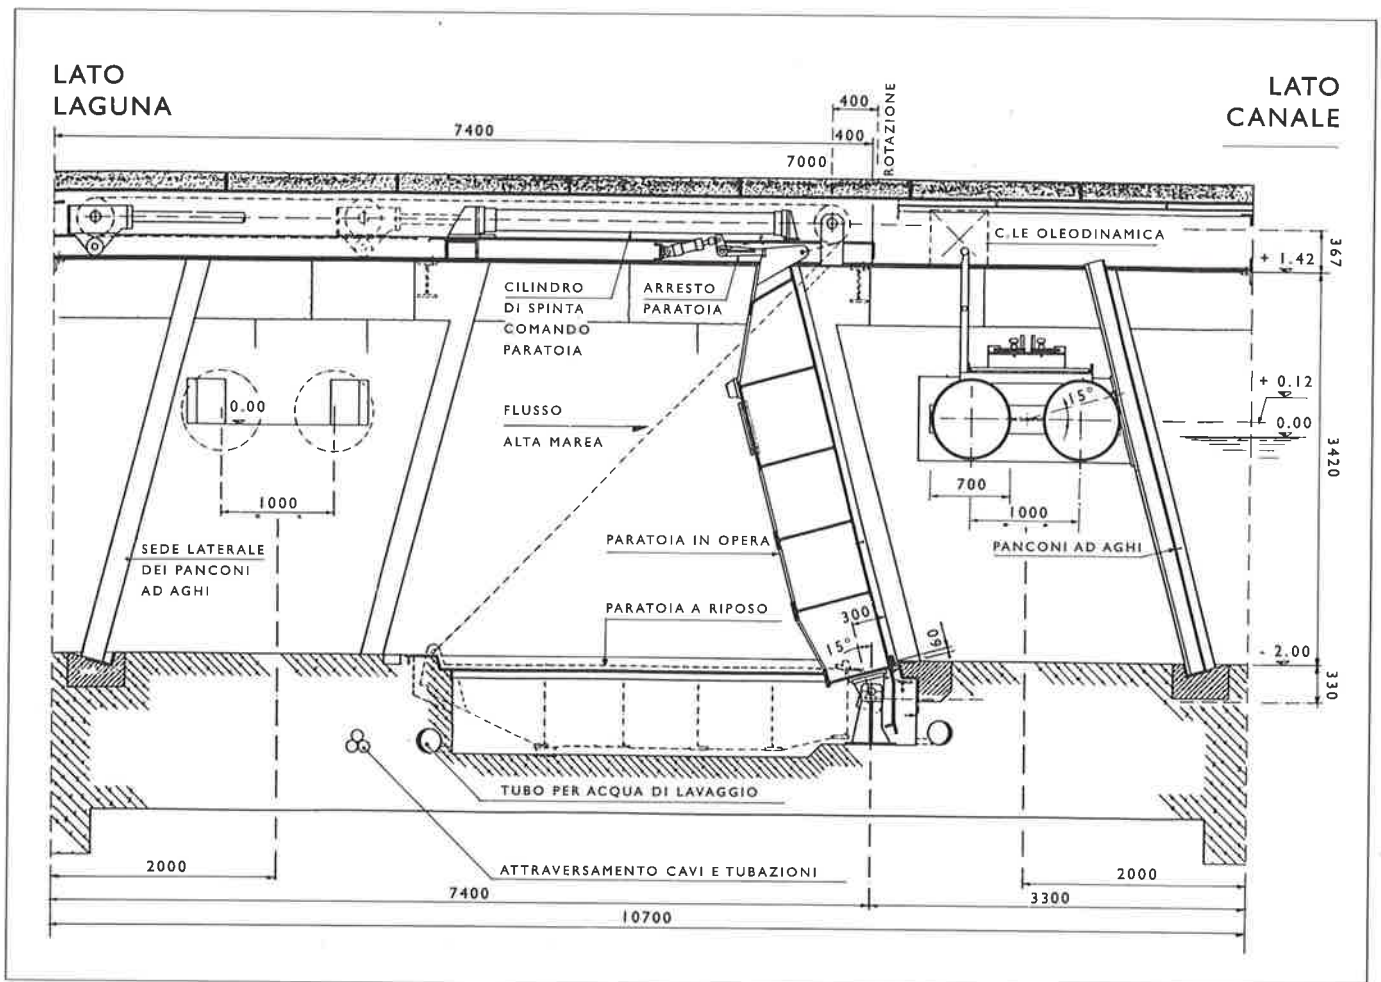 LATO
LAGUNA
LATO
CANALE
400
ROTAZIONE
7400
400
7000
C.LE OLEODINAMICA
367
+ 1.42
CILINDRO
DI SPINTA
COMANDO
PARATOIA
ARRESTO
PARATOIA
0.00
FLUSSO
ALTA MAREA
15°
+ 0.12
0.00
3420
1000
700
1000
SEDE LATERALE
DEI PANCONI
AD AGHI
PARATOIA IN OPERA
PANCONI AD AGHI
PARATOIA A RIPOSO
300
15°
60
- 2.00
330
TUBO PER ACQUA DI LAVAGGIO
ATTRAVERSAMENTO CAVI E TUBAZIONI
2000
2000
7400
3300
10700